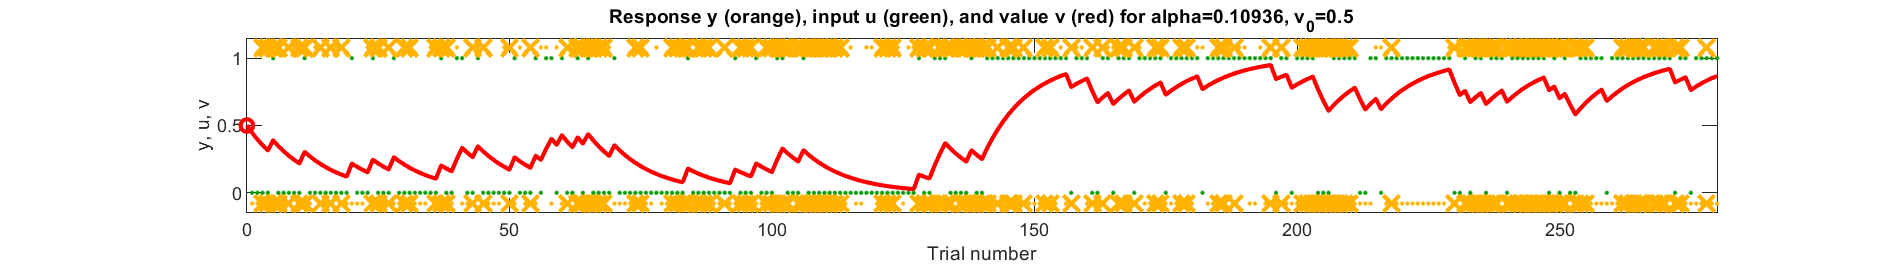 Response y (orange), input u (green), and value v (red) for alpha=0.10936, v0=0.5
y, u, v
1
0.5
0
0 50 100 150 200 250
Trial number